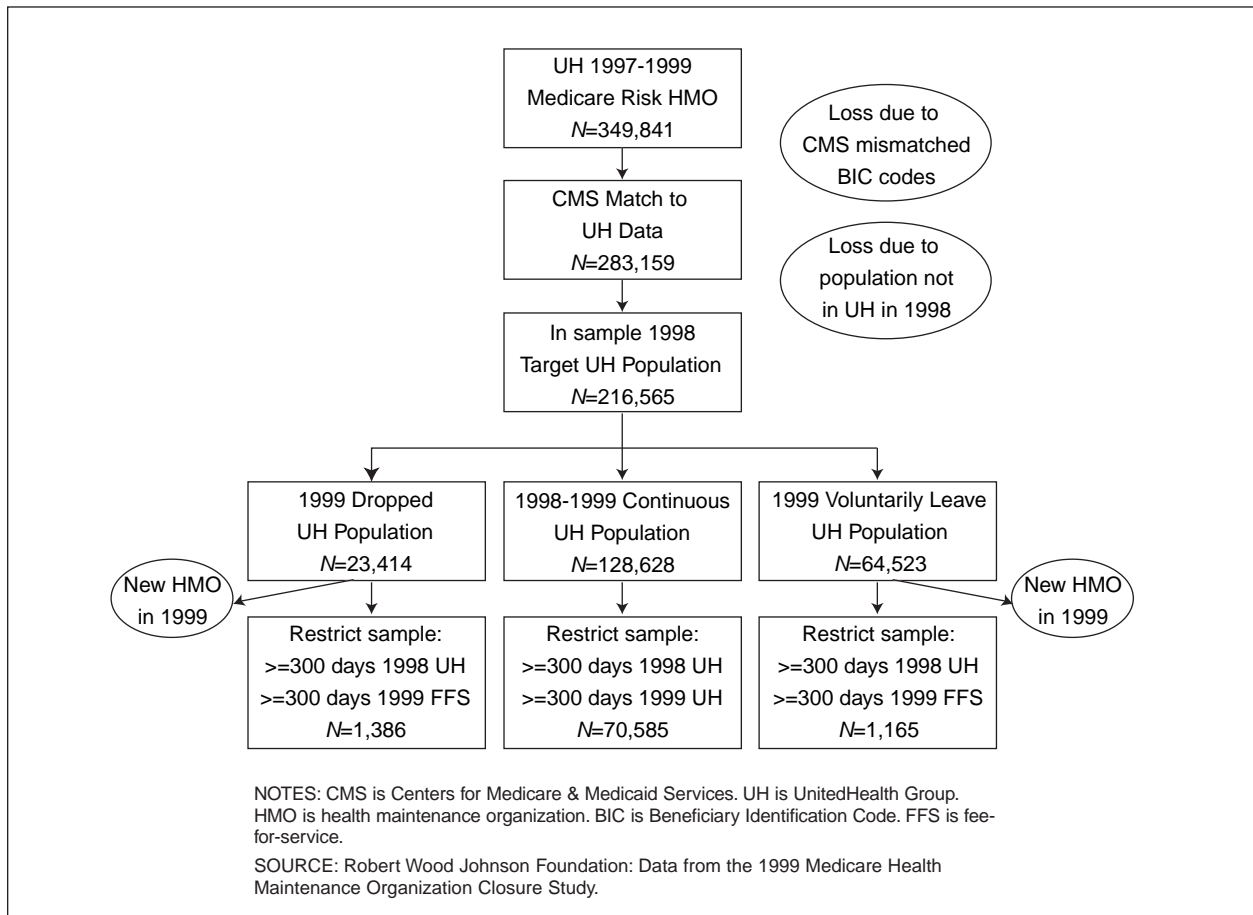 UH 1997-1999
Medicare Risk HMO
N=349,841
Loss due to
CMS mismatched
BIC codes
CMS Match to
UH Data
N=283,159
Loss due to
population not
in UH in 1998
In sample 1998
Target UH Population
N=216,565
1999 Dropped
UH Population
N=23,414
1998-1999 Continuous
UH Population
N=128,628
1999 Voluntarily Leave
UH Population
N=64,523
New HMO
in 1999
New HMO
in 1999
Restrict sample:
>=300 days 1998 UH
>=300 days 1999 FFS
N=1,386
Restrict sample:
>=300 days 1998 UH
>=300 days 1999 UH
N=70,585
Restrict sample:
>=300 days 1998 UH
>=300 days 1999 FFS
N=1,165
NOTES: CMS is Centers for Medicare & Medicaid Services. UH is UnitedHealth Group.
HMO is health maintenance organization. BIC is Beneficiary Identification Code. FFS is fee-
for-service.
SOURCE: Robert Wood Johnson Foundation: Data from the 1999 Medicare Health
Maintenance Organization Closure Study.